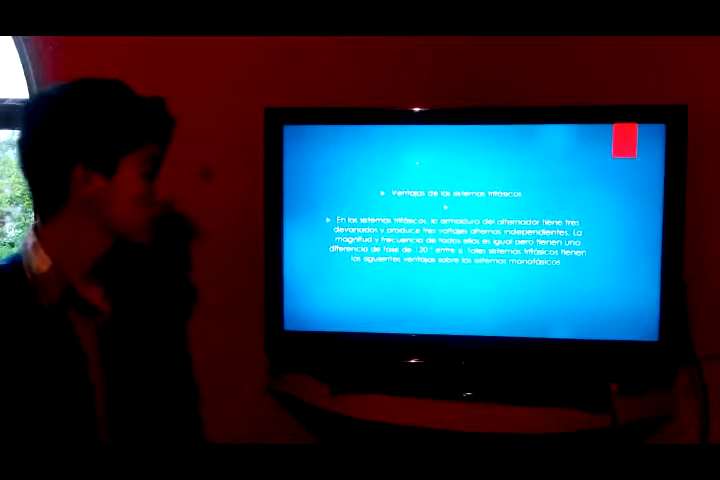 Ventajas de los sistemas trifásicos
En los sistemas trifásicos, la armadura del alternador tiene tres
devanados y produce tres voltajes alternos independientes. La
magnitud y frecuencia de todos ellos es igual pero tienen una
diferencia de fase de 120 ° entre sí. Tales sistemas trifásicos tienen
las siguientes ventajas sobre los sistemas monofásicos